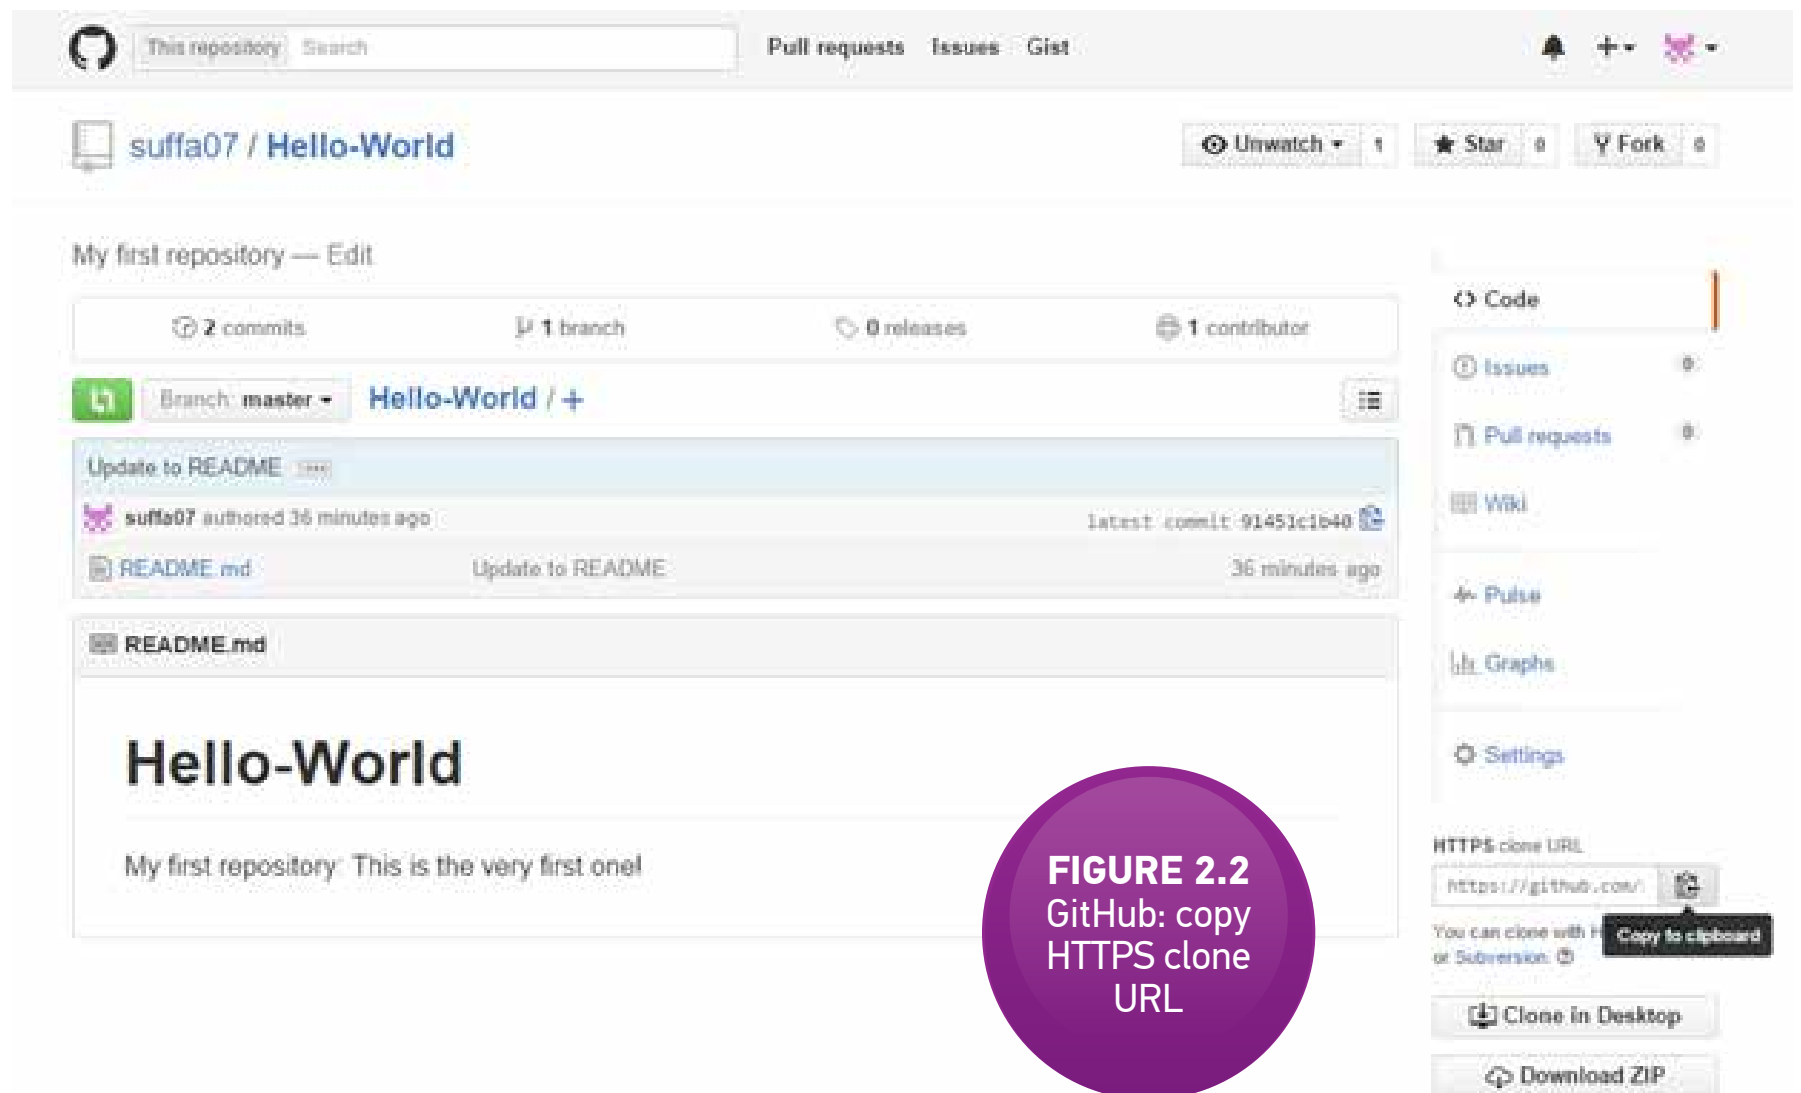 This repository Search Pull requests Issues Gist
suffa07 / Hello-World
Unwatch 1 Star 0 Fork 0
My first repository — Edit
2 commits 1 branch 0 releases 1 contributor
Branch: master Hello-World / +
Update to README
suffa07 authored 36 minutes ago latest commit 91451c1b40
README.md Update to README 36 minutes ago
README.md
Hello-World
My first repository: This is the very first one!
Code
Issues 0
Pull requests 0
Wiki
Pulse
Graphs
Settings
HTTPS clone URL
https://github.com/
Copy to clipboard
You can clone with H
or Subversion.
Clone in Desktop
Download ZIP
FIGURE 2.2
GitHub: copy
HTTPS clone
URL